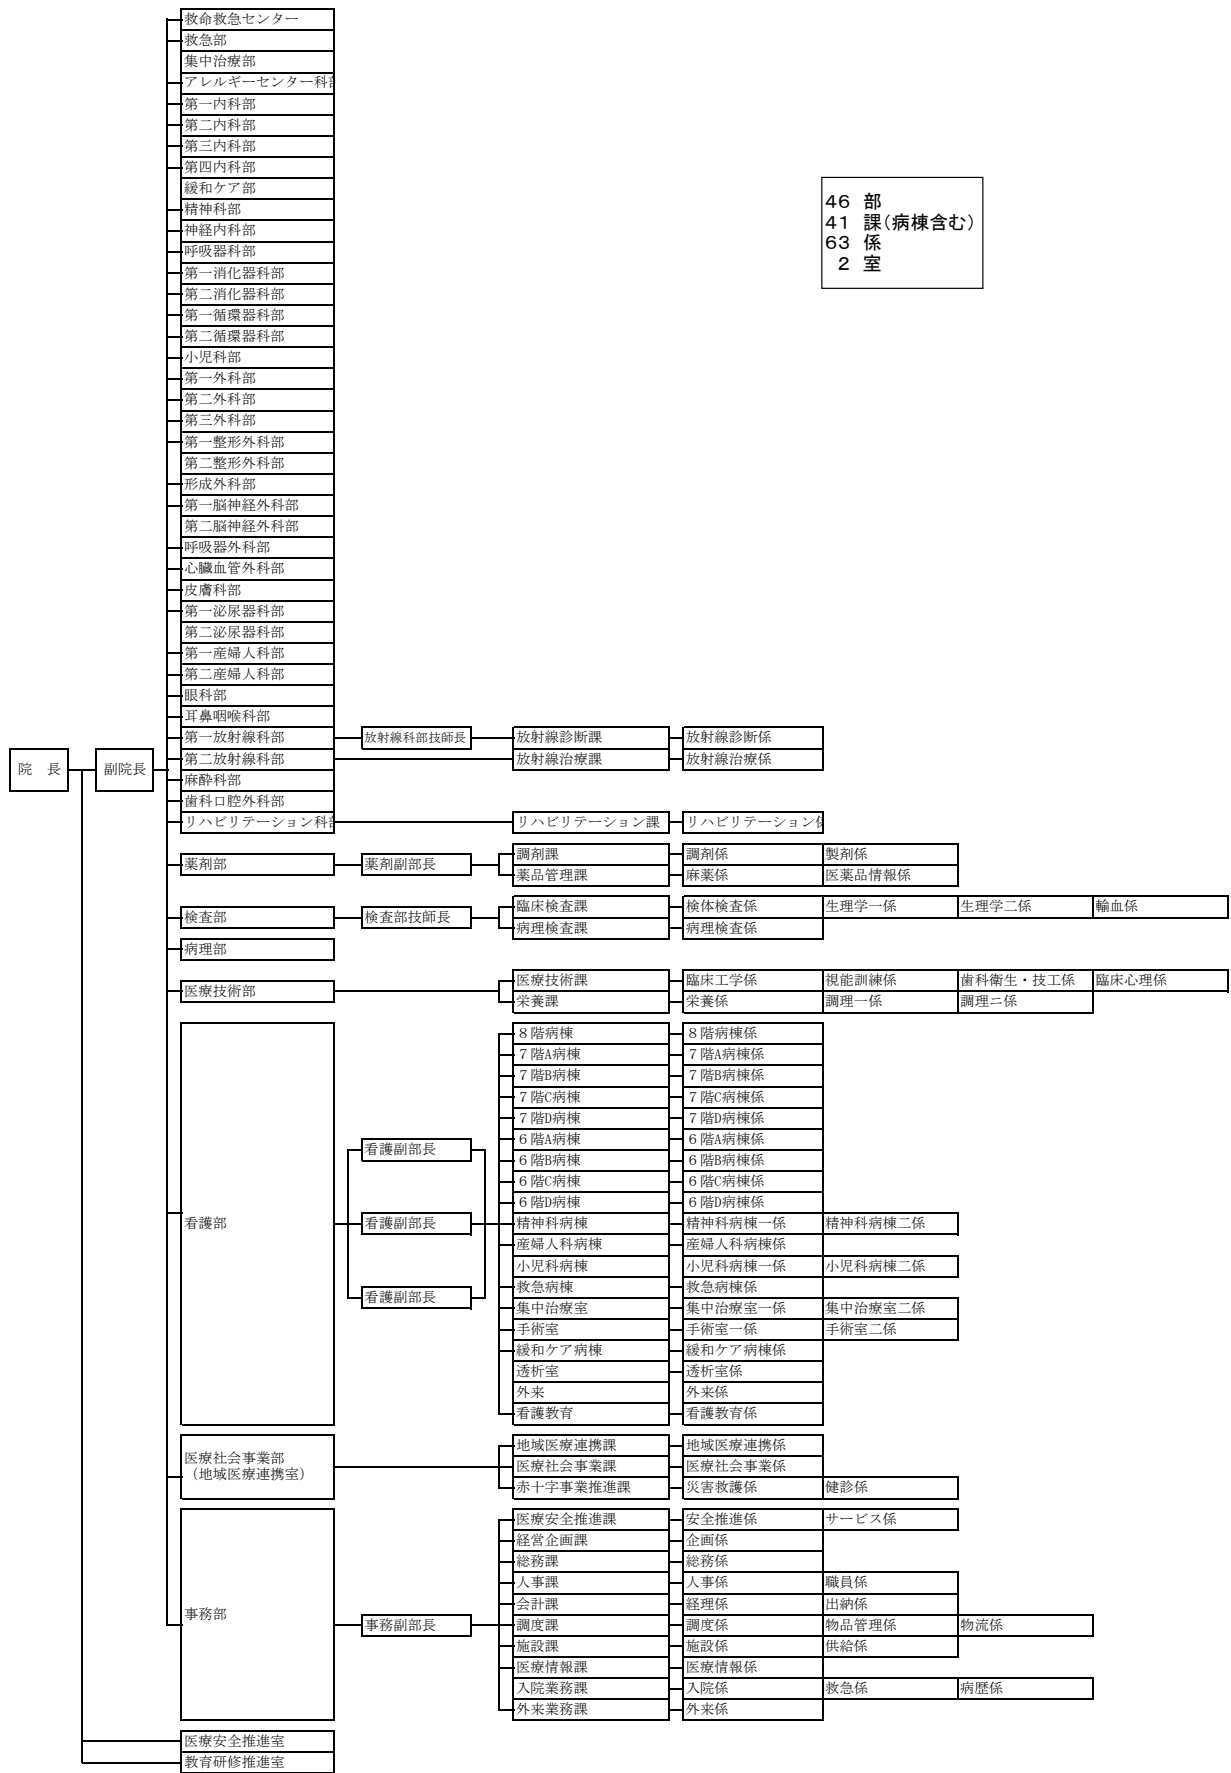 救命救急センター
救急部
集中治療部
アレルギーセンター科部
第一内科部
第二内科部
第三内科部
第四内科部
緩和ケア部
精神科部
神経内科部
呼吸器科部
第一消化器科部
第二消化器科部
第一循環器科部
第二循環器科部
小児科部
第一外科部
第二外科部
第三外科部
第一整形外科部
第二整形外科部
形成外科部
第一脳神経外科部
第二脳神経外科部
呼吸器外科部
心臓血管外科部
皮膚科部
第一泌尿器科部
第二泌尿器科部
第一産婦人科部
第二産婦人科部
眼科部
耳鼻咽喉科部
46 部
41 課(病棟含む)
63 係
2 室
第一放射線科部 放射線科部技師長 放射線診断課 放射線診断係
院 長 副院長 第二放射線科部 放射線治療課 放射線治療係
麻酔科部
歯科口腔外科部
リハビリテーション科部 リハビリテーション課 リハビリテーション係
薬剤部 薬剤副部長 調剤課 調剤係 製剤係
薬品管理課 麻薬係 医薬品情報係
検査部 検査部技師長 臨床検査課 検体検査係 生理学一係 生理学二係 輸血係
病理検査課 病理検査係
病理部
医療技術部 医療技術課 臨床工学係 視能訓練係 歯科衛生・技工係 臨床心理係
栄養課 栄養係 調理一係 調理ニ係
看護部
看護副部長
看護副部長
看護副部長
8階病棟 8階病棟係
7階A病棟 7階A病棟係
7階B病棟 7階B病棟係
7階C病棟 7階C病棟係
7階D病棟 7階D病棟係
6階A病棟 6階A病棟係
6階B病棟 6階B病棟係
6階C病棟 6階C病棟係
6階D病棟 6階D病棟係
精神科病棟 精神科病棟一係 精神科病棟二係
産婦人科病棟 産婦人科病棟係
小児科病棟 小児科病棟一係 小児科病棟二係
救急病棟 救急病棟係
集中治療室 集中治療室一係 集中治療室二係
手術室 手術室一係 手術室二係
緩和ケア病棟 緩和ケア病棟係
透析室 透析室係
外来 外来係
看護教育 看護教育係
医療社会事業部
(地域医療連携室)
地域医療連携課 地域医療連携係
医療社会事業課 医療社会事業係
赤十字事業推進課 災害救護係 健診係
事務部
事務副部長
医療安全推進課 安全推進係 サービス係
経営企画課 企画係
総務課 総務係
人事課 人事係 職員係
会計課 経理係 出納係
調度課 調度係 物品管理係 物流係
施設課 施設係 供給係
医療情報課 医療情報係
入院業務課 入院係 救急係 病歴係
外来業務課 外来係
医療安全推進室
教育研修推進室